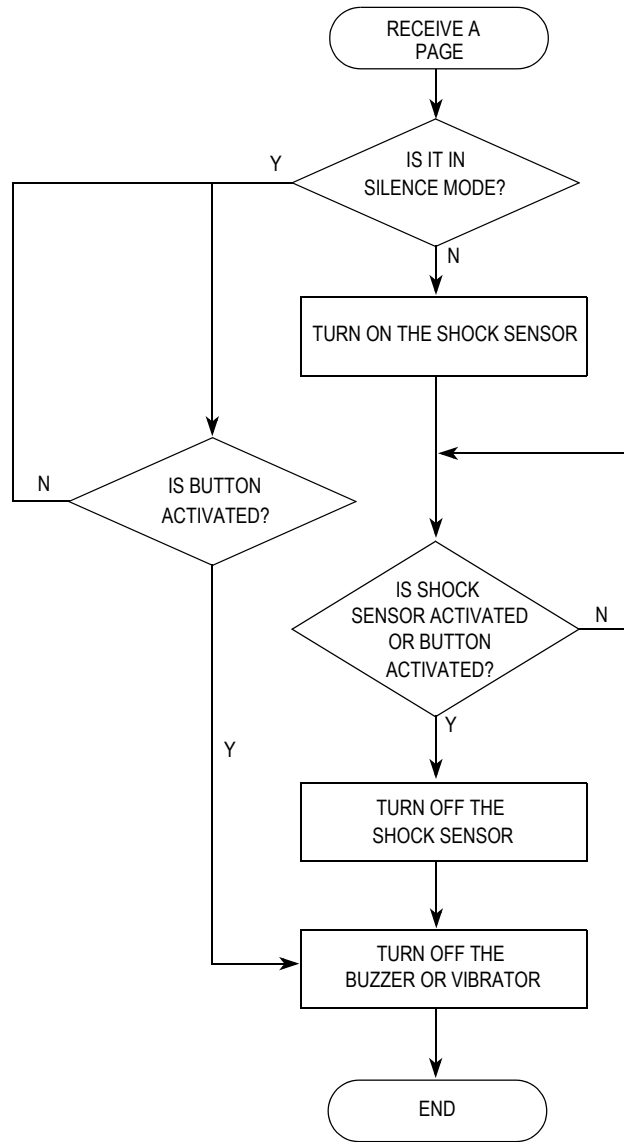 RECEIVE A
PAGE
IS IT IN
SILENCE MODE?
Y
N
TURN ON THE SHOCK SENSOR
IS BUTTON
ACTIVATED?
N
Y
IS SHOCK
SENSOR ACTIVATED
OR BUTTON
ACTIVATED?
N
Y
TURN OFF THE
SHOCK SENSOR
TURN OFF THE
BUZZER OR VIBRATOR
END